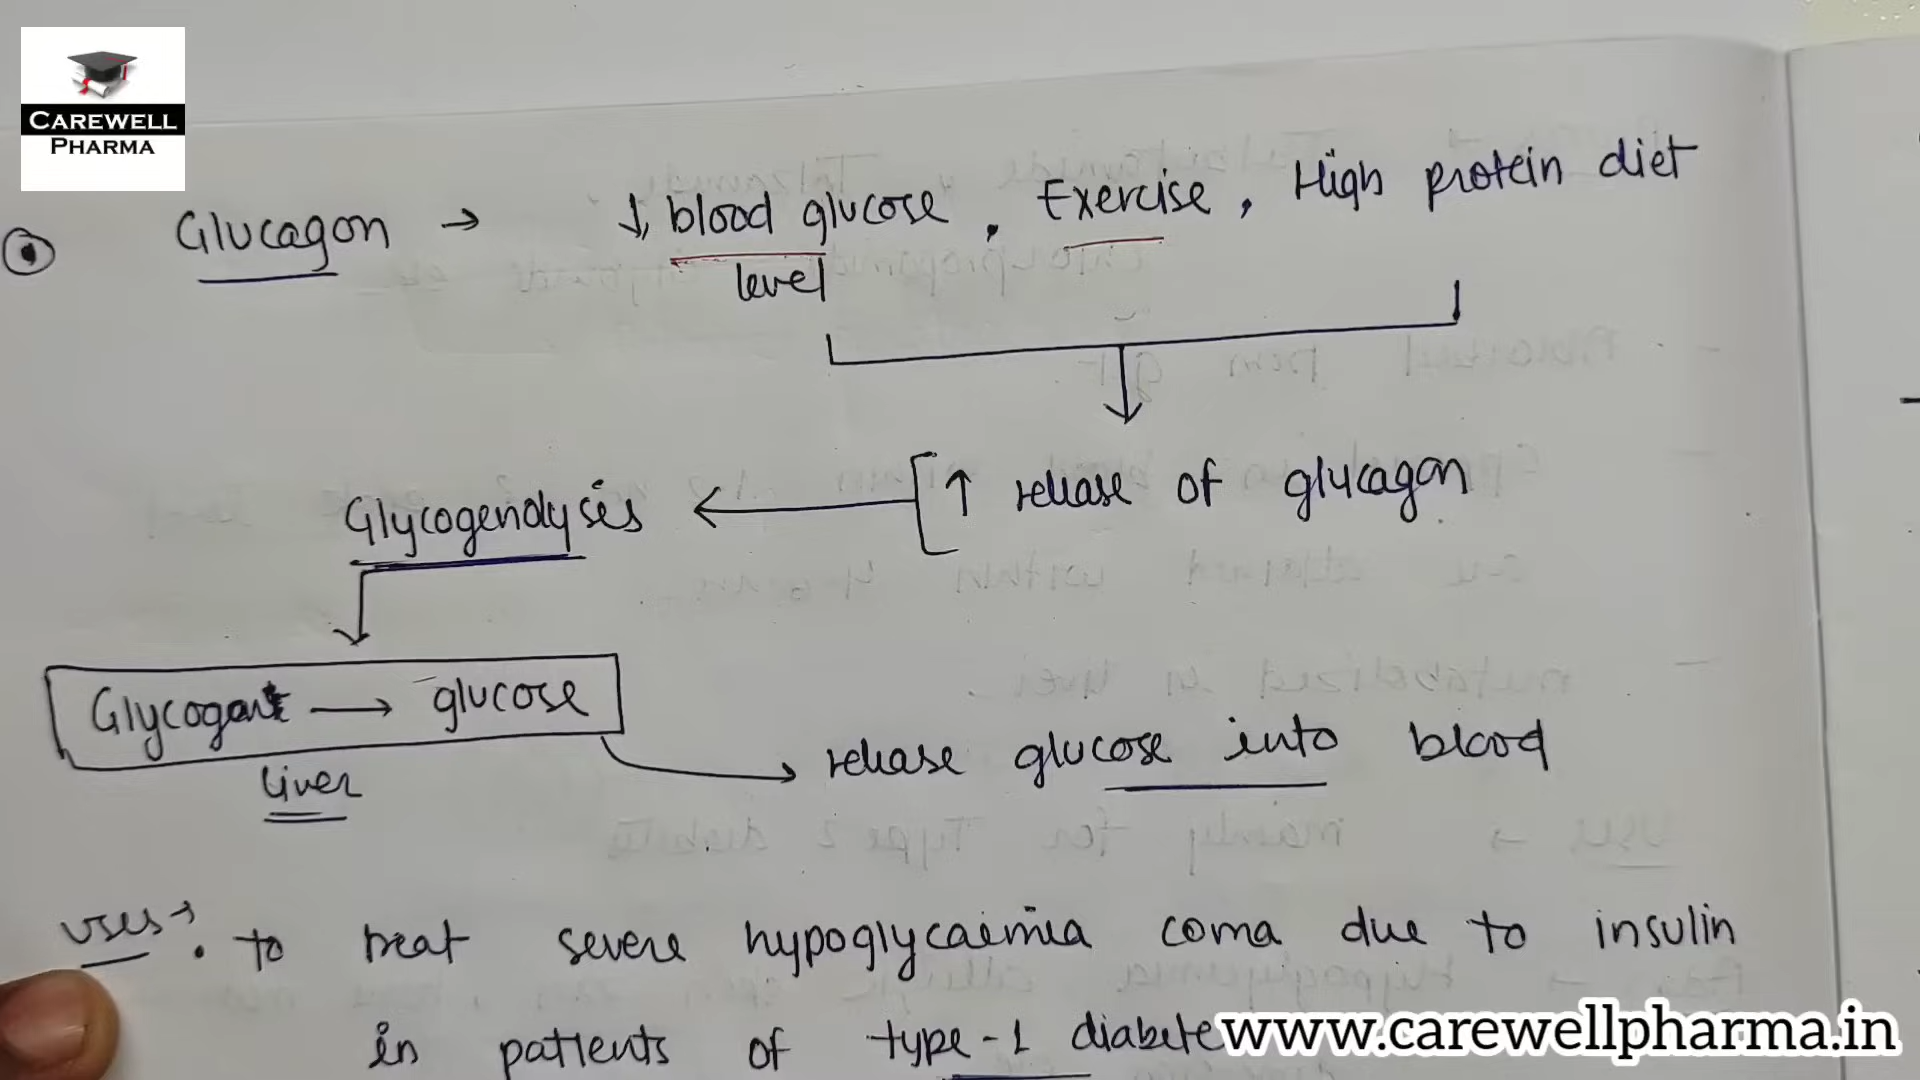 CAREWELL
PHARMA
Glucagon → ↓ blood glucose, Exercise, High protein diet
level
Glycogenolysis ← [ ↑ release of glucagon
Glycogen → glucose
liver
release glucose into blood
uses → . to treat severe hypoglycaemia coma due to insulin
in patients of type-1 diabete
www.carewellpharma.in